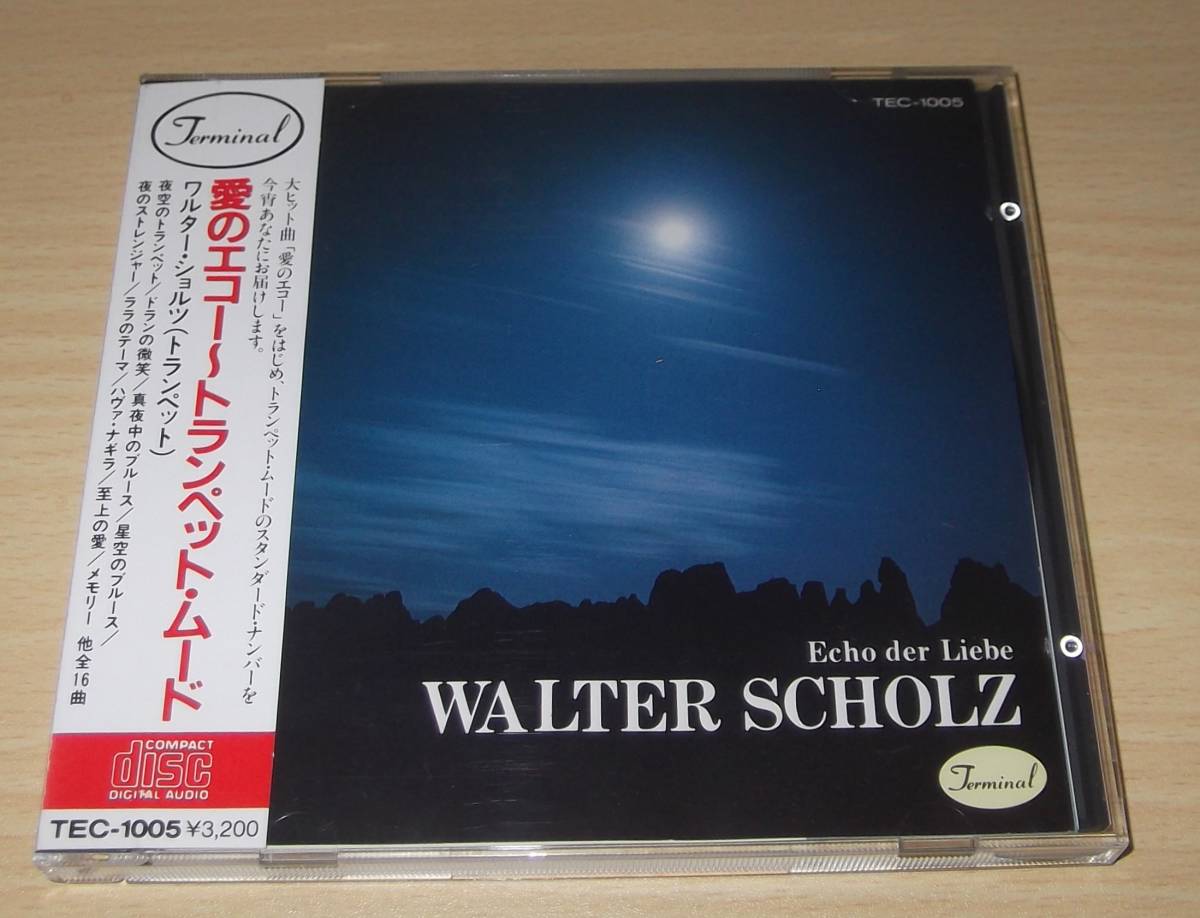 Terminal
大ヒット曲「愛のエコー」をはじめ、トランペット・ムードのスタンダード・ナンバーを
今宵あなたにお届けします。
愛のエコー〜トランペット・ムード
ワルター・ショルツ(トランペット)
夜空のトランペット/ドランの微笑/真夜中のブルース/星空のブルース/
夜のストレンジャー/ララのテーマ/ハヴァ・ナギラ/至上の愛/メモリー 他全16曲
COMPACT
disc
DIGITAL AUDIO
TEC-1005 ¥3,200
TEC-1005
Echo der Liebe
WALTER SCHOLZ
Terminal